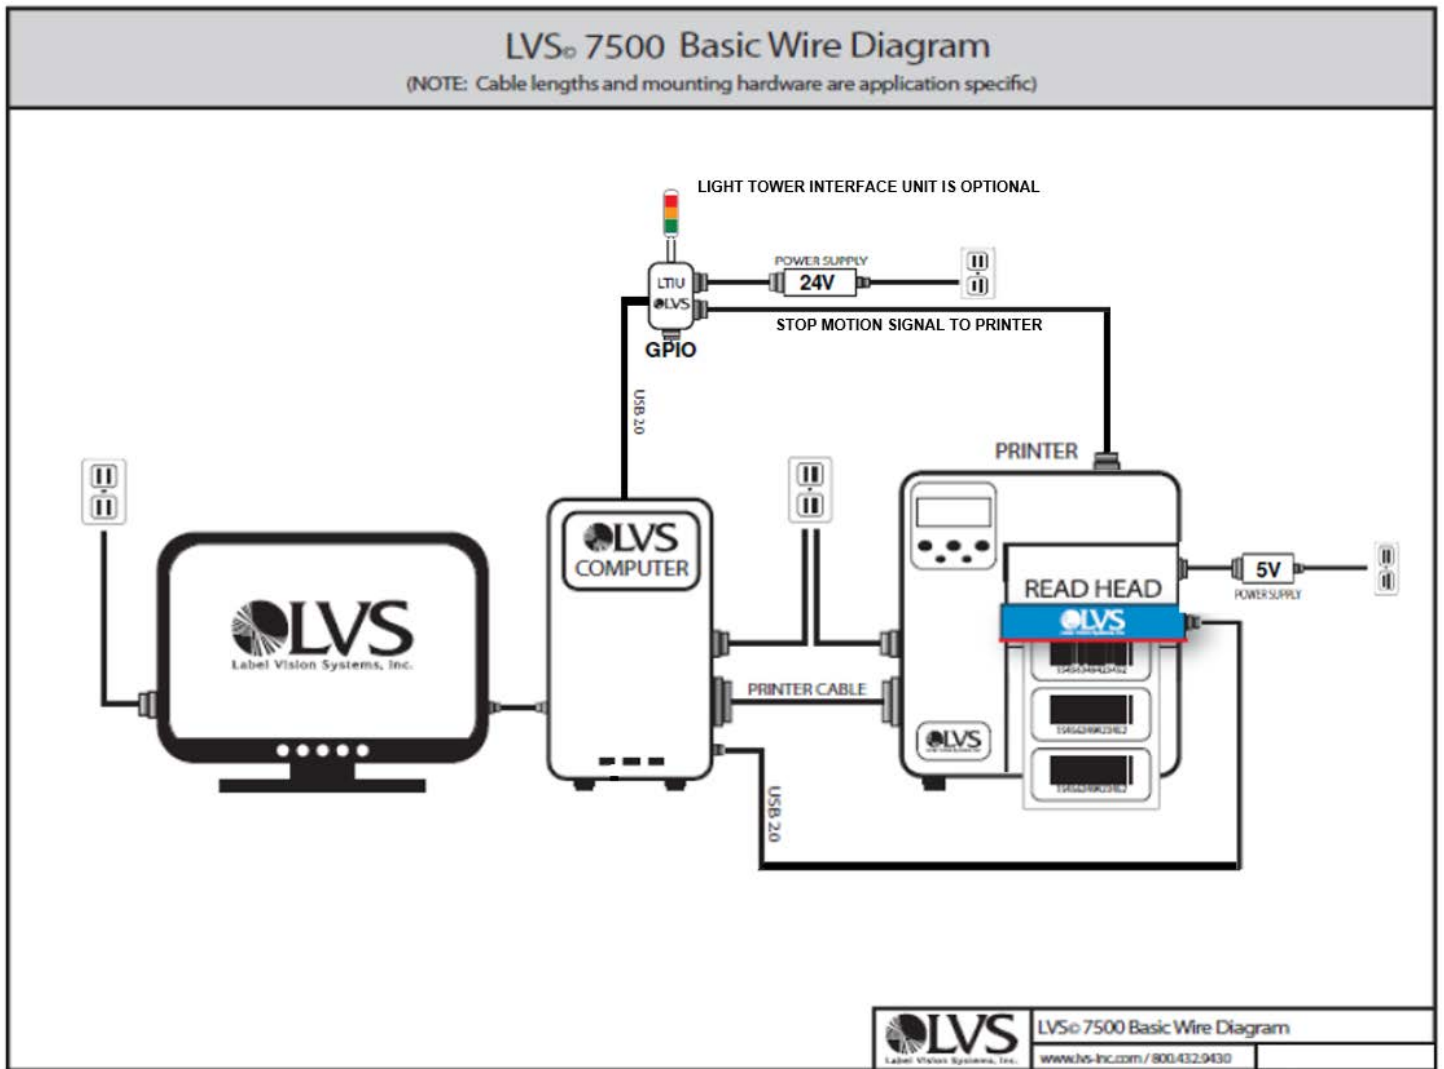 LVS© 7500 Basic Wire Diagram
(NOTE: Cable lengths and mounting hardware are application specific)
LIGHT TOWER INTERFACE UNIT IS OPTIONAL
POWER SUPPLY
24V
LTIU
LVS
STOP MOTION SIGNAL TO PRINTER
GPIO
USB 2.0
PRINTER
LVS
COMPUTER
READ HEAD
5V
POWER SUPPLY
LVS
LVS
Label Vision Systems, Inc.
PRINTER CABLE
LVS
USB 2.0
LVS
Label Vision Systems, Inc.
LVS© 7500 Basic Wire Diagram
www.lvs-inc.com / 800.432.9430